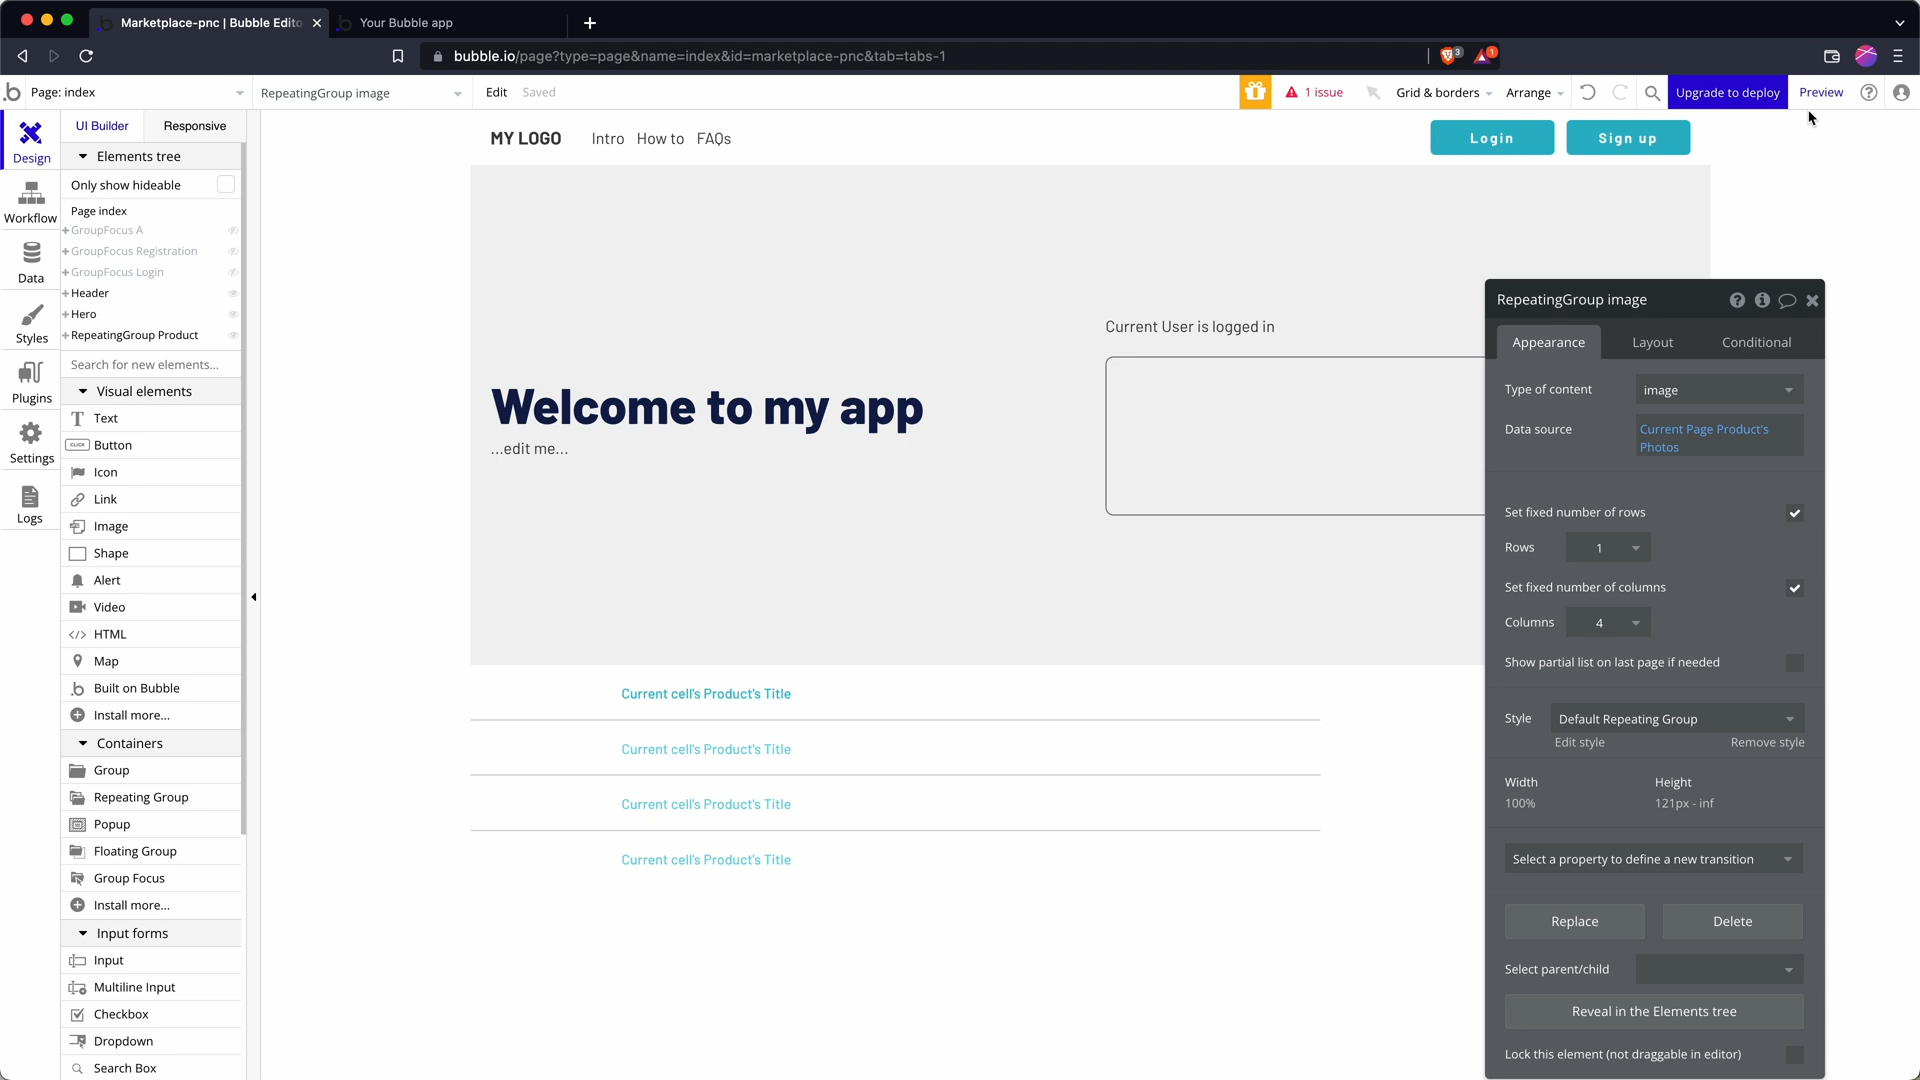 Marketplace-pnc | Bubble Edito
Your Bubble app
bubble.io/page?type=page&name=index&id=marketplace-pnc&tab=tabs-1
3
1
Page: index
RepeatingGroup image
Edit
Saved
1 issue
Grid & borders
Arrange
Upgrade to deploy
Preview
Design
Workflow
Data
Styles
Plugins
Settings
Logs
UI Builder
Responsive
Elements tree
Only show hideable
Page index
GroupFocus A
GroupFocus Registration
GroupFocus Login
Header
Hero
RepeatingGroup Product
Search for new elements...
Visual elements
Text
CLICK
Button
Icon
Link
Image
Shape
Alert
Video
HTML
Map
Built on Bubble
Install more...
Containers
Group
Repeating Group
Popup
Floating Group
Group Focus
Install more...
Input forms
Input
Multiline Input
Checkbox
Dropdown
Search Box
MY LOGO
Intro
How to
FAQs
Login
Sign up
Current User is logged in
Welcome to my app
...edit me...
Current cell's Product's Title
Current cell's Product's Title
Current cell's Product's Title
Current cell's Product's Title
RepeatingGroup image
Appearance
Layout
Conditional
Type of content
image
Data source
Current Page Product's
Photos
Set fixed number of rows
Rows
1
Set fixed number of columns
Columns
4
Show partial list on last page if needed
Style
Default Repeating Group
Edit style
Remove style
Width
Height
100%
121px - inf
Select a property to define a new transition
Replace
Delete
Select parent/child
Reveal in the Elements tree
Lock this element (not draggable in editor)